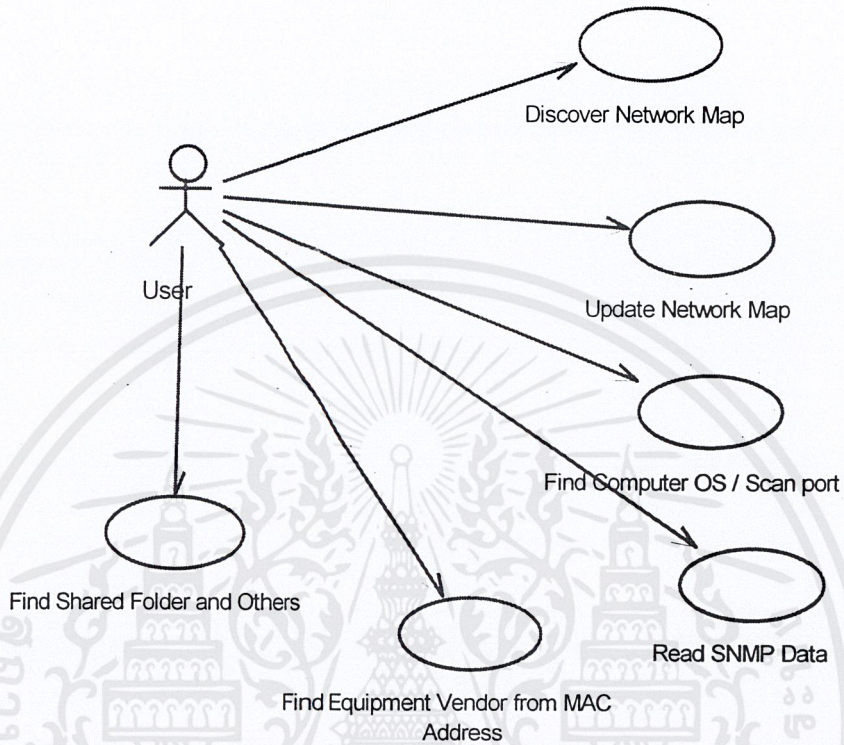 Discover Network Map
User
Update Network Map
Find Computer OS / Scan port
Find Shared Folder and Others
Read SNMP Data
Find Equipment Vendor from MAC
Address